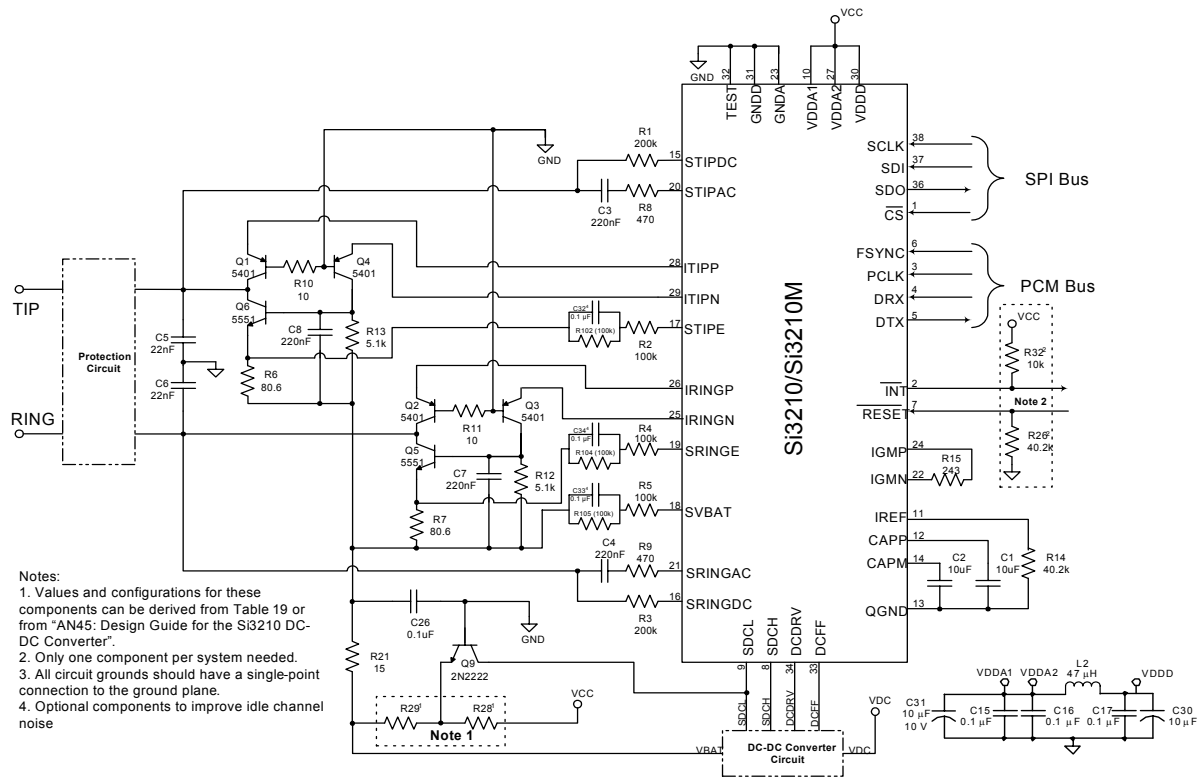 VCC
GND
32
31
23
10
27
30
TEST
GNDD
GNDA
VDDA1
VDDA2
VDDD
GND
R1
200k
15
STIPDC
20
STIPAC
C3
220nF
R8
470
38
SCLK
37
SDI
36
SDO
1
CS
SPI Bus
6
FSYNC
3
PCLK
4
DRX
5
DTX
PCM Bus
Q1
5401
R10
10
Q4
5401
28
ITIPP
29
ITIPN
TIP
Q6
5551
C8
220nF
R13
5.1k
C32⁴
0.1 µF
R102 (100k)
17
STIPE
R2
100k
VCC
R32²
10k
C5
22nF
Protection
Circuit
C6
22nF
R6
80.6
Si3210/Si3210M
2
INT
Note 2
7
RESET
R26²
40.2k
26
IRINGP
25
IRINGN
RING
Q2
5401
R11
10
Q3
5401
C34⁴
0.1 µF
R104 (100k)
R4
100k
19
SRINGE
24
IGMP
R15
243
22
IGMN
Q5
5551
C7
220nF
R12
5.1k
C33⁴
0.1 µF
R105 (100k)
R5
100k
18
SVBAT
R7
80.6
11
IREF
12
CAPP
14
CAPM
C2
10uF
C1
10uF
R14
40.2k
13
QGND
C4
220nF
R9
470
21
SRINGAC
16
SRINGDC
R3
200k
Notes:
1. Values and configurations for these
components can be derived from Table 19 or
from “AN45: Design Guide for the Si3210 DC-
DC Converter”.
2. Only one component per system needed.
3. All circuit grounds should have a single-point
connection to the ground plane.
4. Optional components to improve idle channel
noise
C26
0.1uF
GND
R21
15
Q9
2N2222
SDCL
SDCH
DCDRV
DCFF
9
8
34
33
R29¹
R28¹
VCC
Note 1
SDCL
SDCH
DCDRV
DCFF
VDC
VBAT
DC-DC Converter
Circuit
VDC
VDDA1
VDDA2
L2
47 µH
VDDD
C31
10 µF
10 V
C15
0.1 µF
C16
0.1 µF
C17
0.1 µF
C30
10 µF